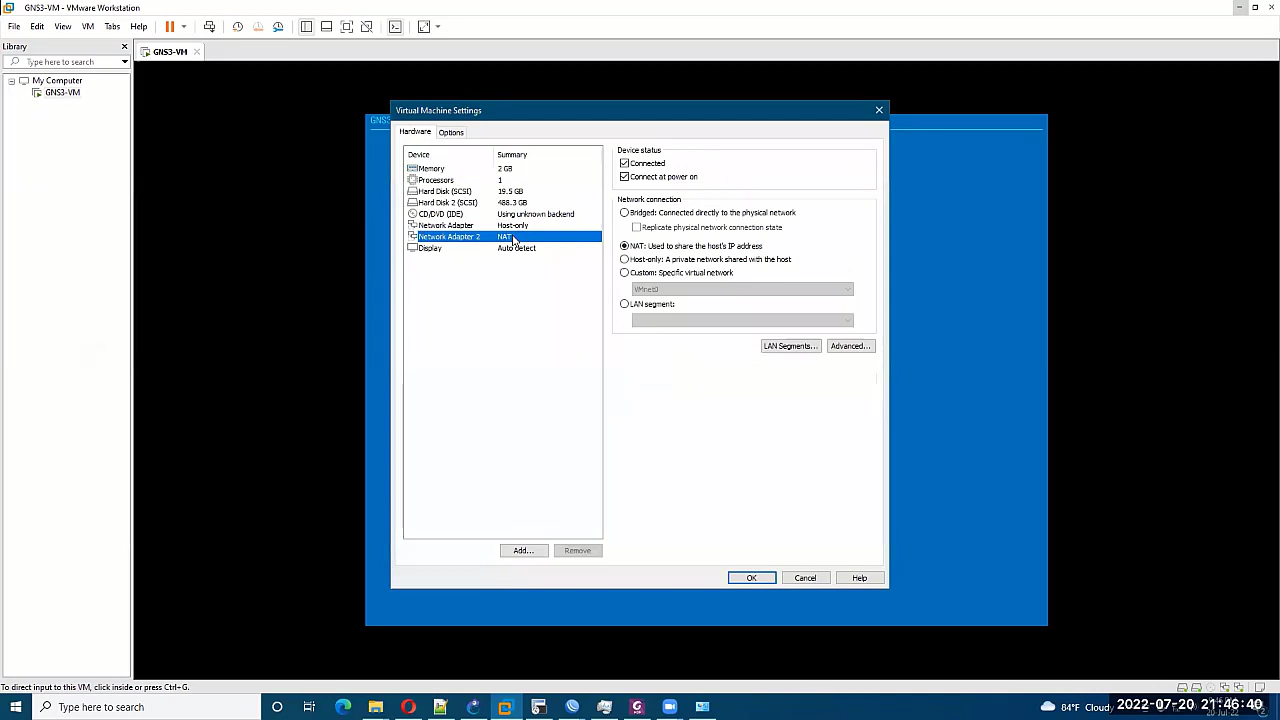 GNS3-VM - VMware Workstation
File Edit View VM Tabs Help
Library
Type here to search
My Computer
GNS3-VM
GNS3-VM
GNS3
Virtual Machine Settings
Hardware Options
Device Summary
Memory 2 GB
Processors 1
Hard Disk (SCSI) 19.5 GB
Hard Disk 2 (SCSI) 488.3 GB
CD/DVD (IDE) Using unknown backend
Network Adapter Host-only
Network Adapter 2 NAT
Display Auto detect
Add... Remove
Device status
Connected
Connect at power on
Network connection
Bridged: Connected directly to the physical network
Replicate physical network connection state
NAT: Used to share the host's IP address
Host-only: A private network shared with the host
Custom: Specific virtual network
VMnet0
LAN segment:
LAN Segments... Advanced...
OK Cancel Help
To direct input to this VM, click inside or press Ctrl+G.
Type here to search
84°F Cloudy
2022-07-20 21:46:40